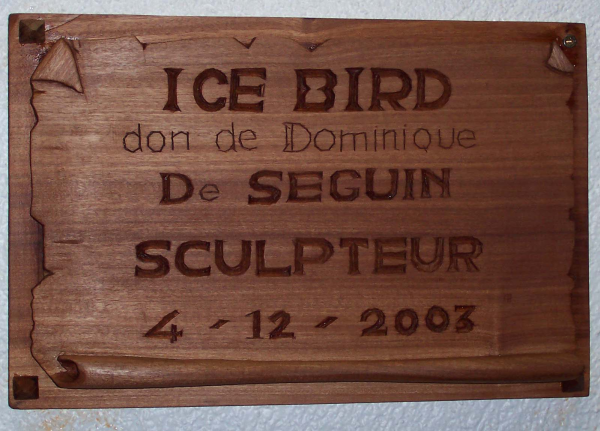 ICE BIRD
don de Dominique
De SEGUIN
SCULPTEUR
4 - 12 - 2003